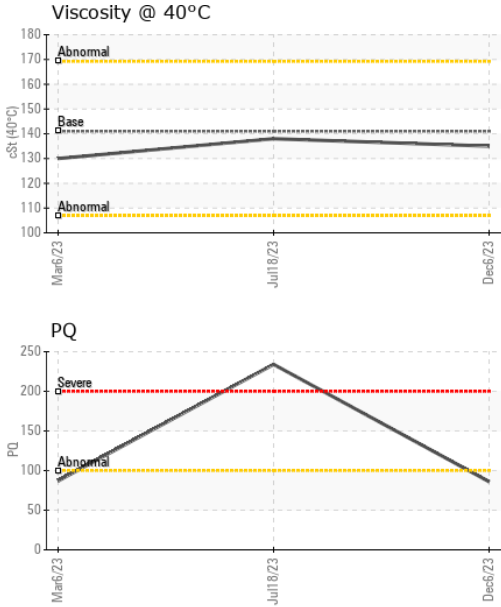 Viscosity @ 40°C
180
Abnormal
170
160
150
Base
140
130
120
Abnormal
110
100
cSt (40°C)
Mar6/23
Jul18/23
Dec6/23
PQ
250
Severe
200
150
Abnormal
100
50
0
PQ
Mar6/23
Jul18/23
Dec6/23